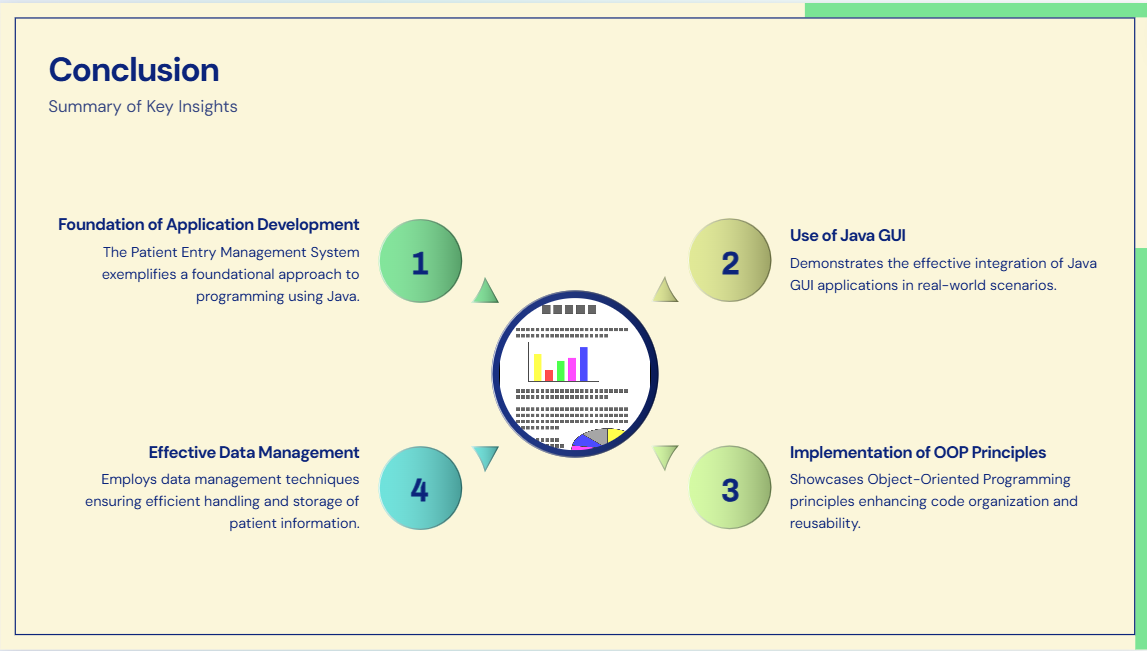 Conclusion
Summary of Key Insights
Foundation of Application Development
The Patient Entry Management System
exemplifies a foundational approach to
programming using Java.
1
2
Use of Java GUI
Demonstrates the effective integration of Java
GUI applications in real-world scenarios.
Effective Data Management
Employs data management techniques
ensuring efficient handling and storage of
patient information.
4
3
Implementation of OOP Principles
Showcases Object-Oriented Programming
principles enhancing code organization and
reusability.